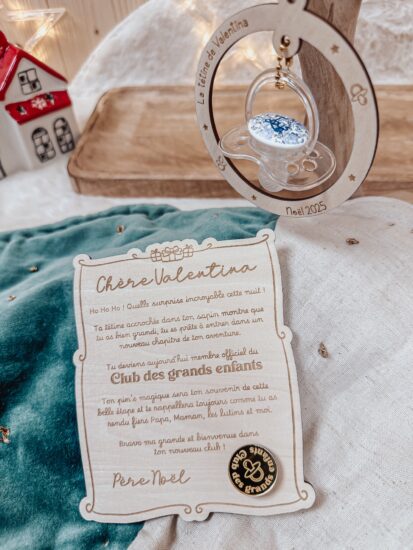 La tétine de Valentina
Noël 2025
Chère Valentina
Ho Ho Ho ! Quelle surprise incroyable cette nuit !
Ta tétine accrochée dans ton sapin montre que
tu as bien grandi, tu es prête à entrer dans un
nouveau chapitre de ton aventure.
Tu deviens aujourd'hui membre officiel du
Club des grands enfants
Ton pin's magique sera ton souvenir de cette
belle étape et te rappellera toujours comme tu as
rendu fiers Papa, Maman, les lutins et moi.
Bravo ma grande et bienvenue dans
ton nouveau club !
Père Noël
Club des grands enfants